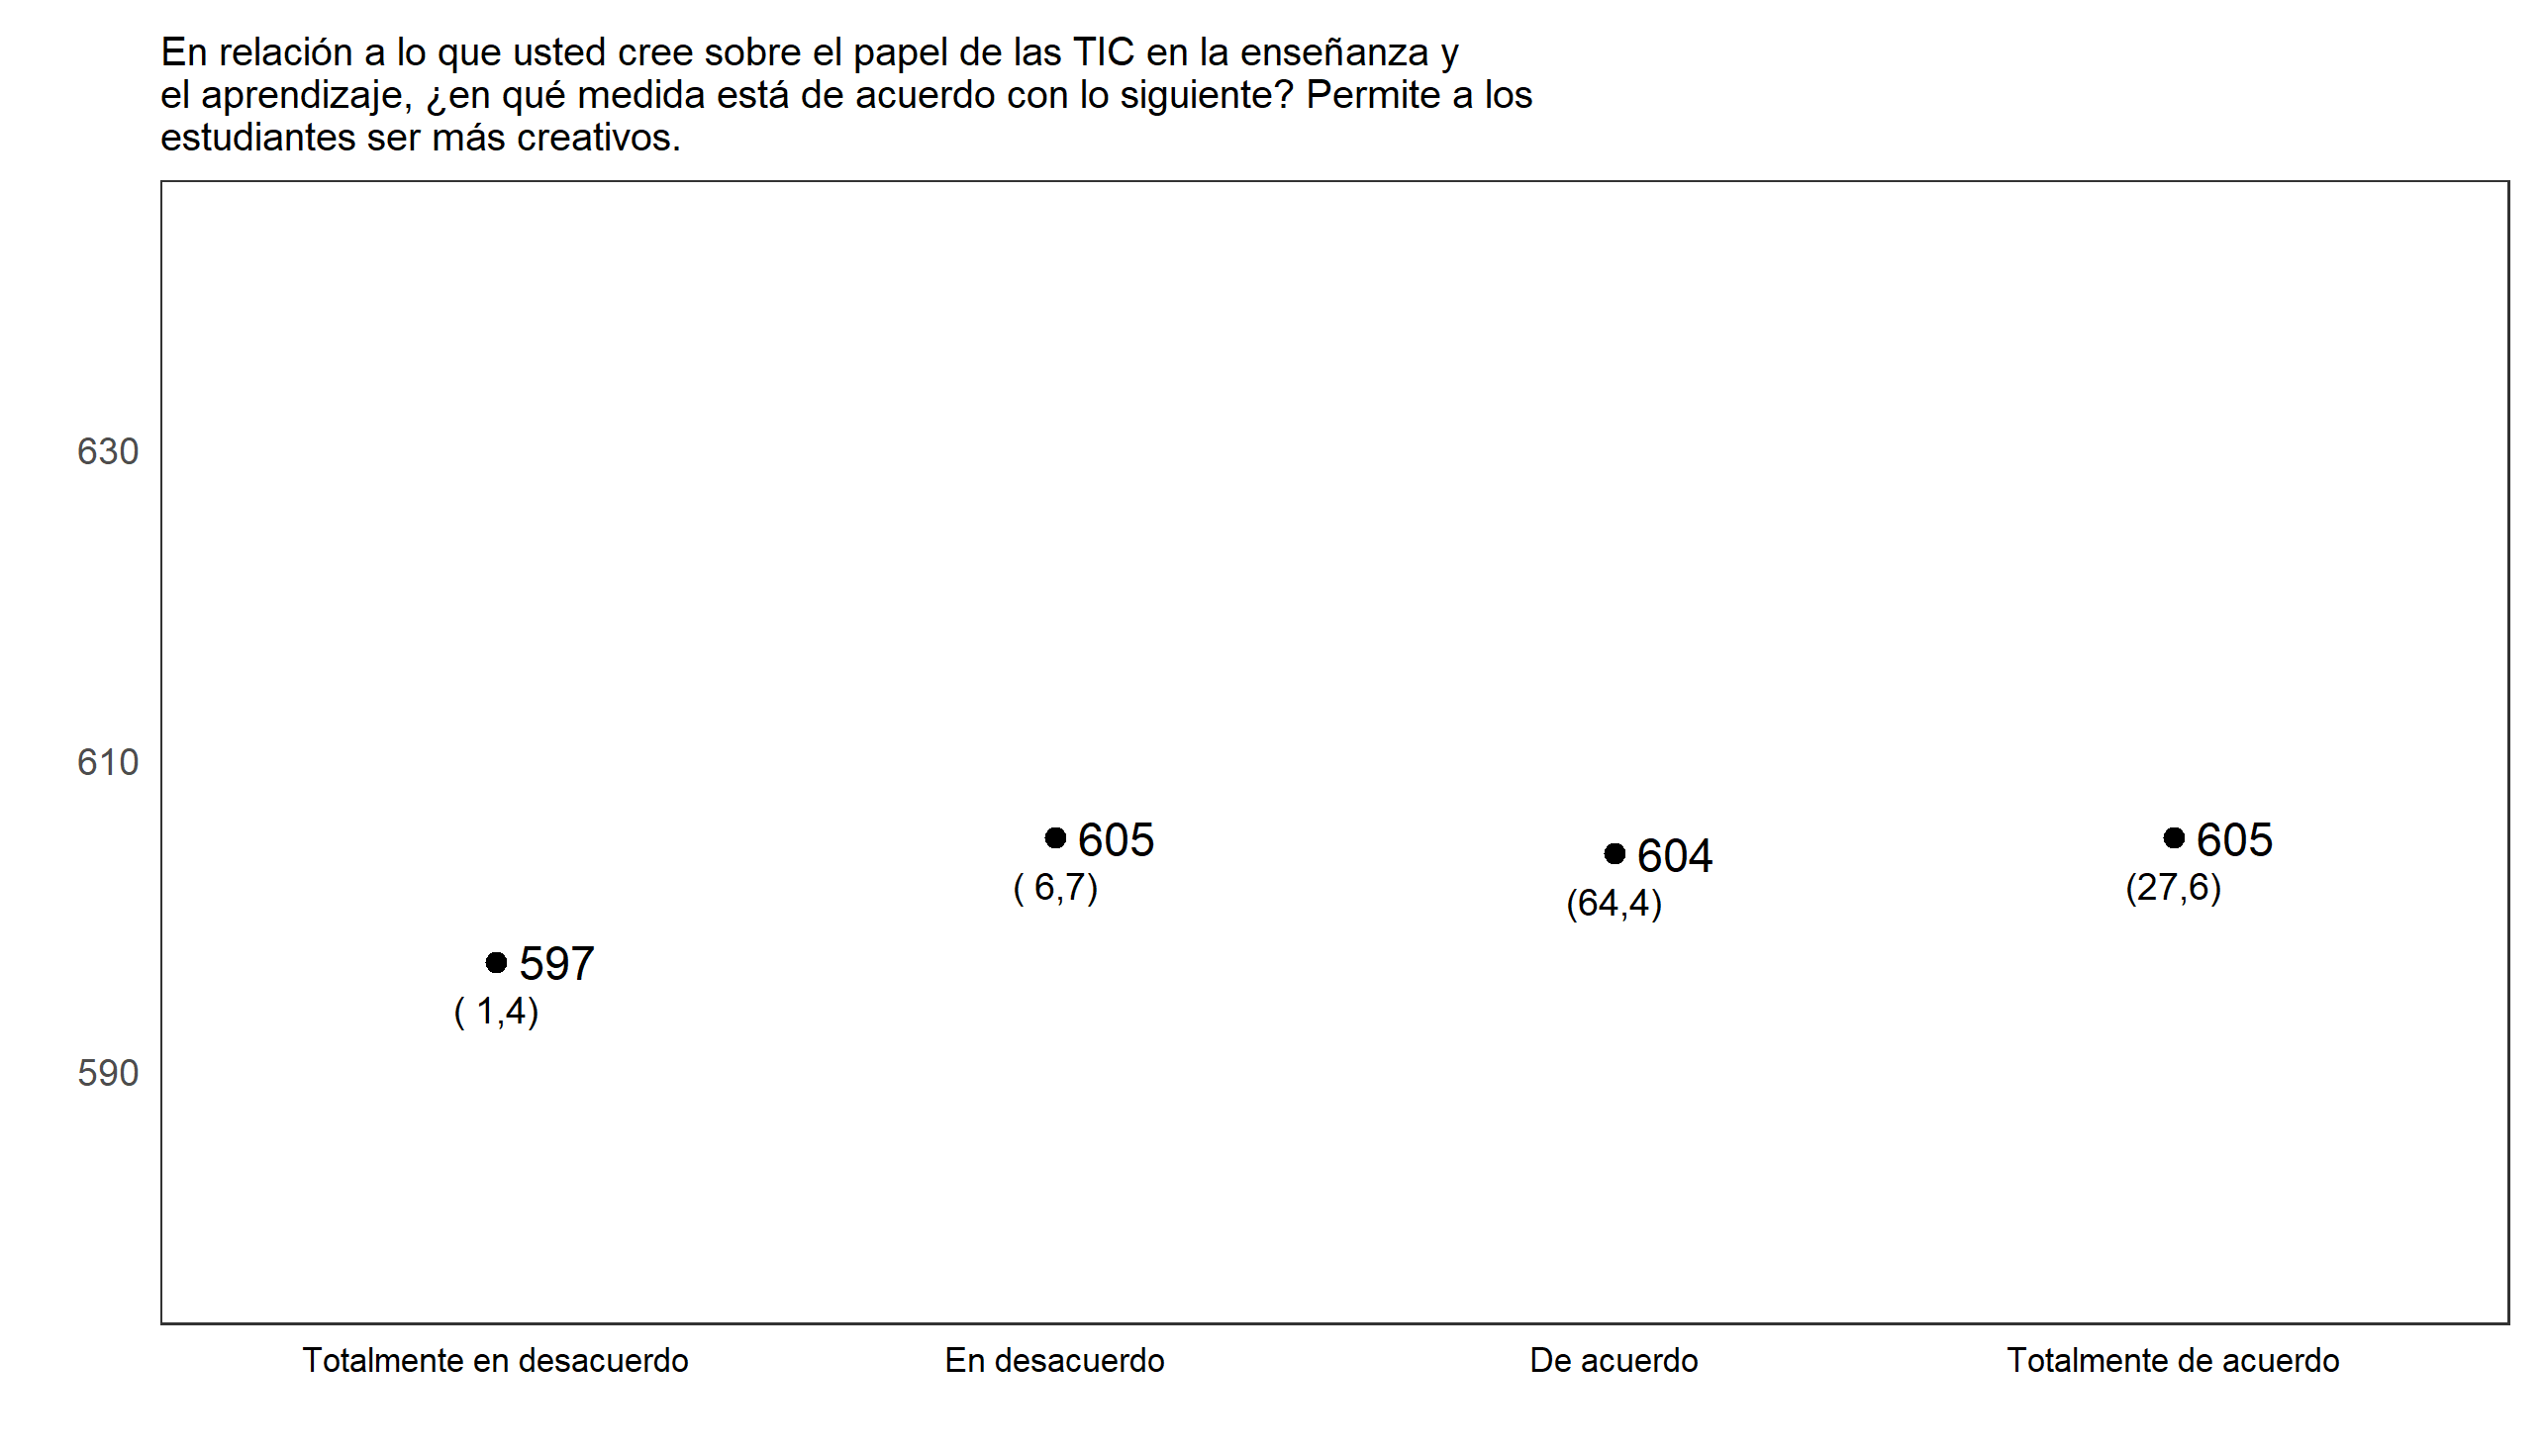 En relación a lo que usted cree sobre el papel de las TIC en la enseñanza y
el aprendizaje, ¿en qué medida está de acuerdo con lo siguiente? Permite a los
estudiantes ser más creativos.
630
610
590
597
( 1,4)
605
( 6,7)
604
(64,4)
605
(27,6)
Totalmente en desacuerdo
En desacuerdo
De acuerdo
Totalmente de acuerdo